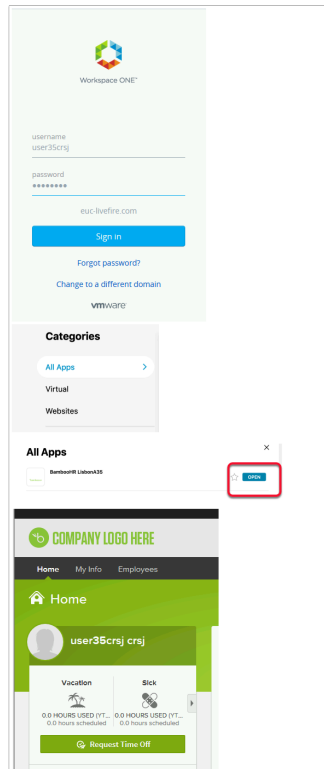 Workspace ONE™
username
user35crsj
password
euc-livefire.com
Sign in
Forgot password?
Change to a different domain
vmware
Categories
All Apps
Virtual
Websites
All Apps
BambooHR LisbonA35
OPEN
COMPANY LOGO HERE
Home My Info Employees
Home
user35crsj crsj
Vacation Sick
0.0 HOURS USED (YT... 0.0 HOURS USED (YT...
0.0 hours scheduled 0.0 hours scheduled
Request Time Off